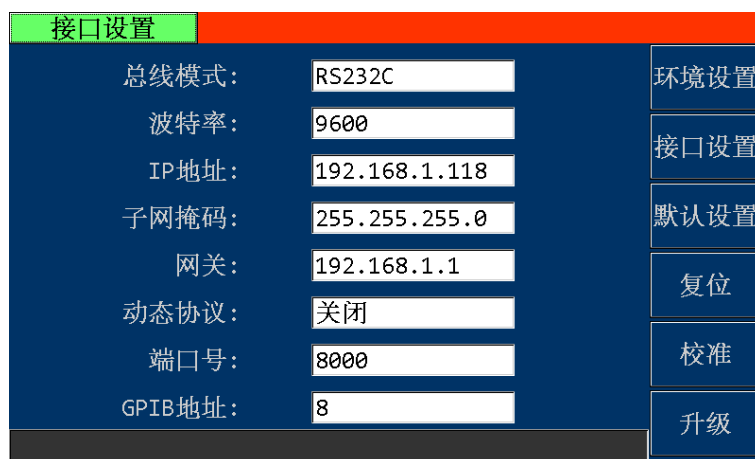 接口设置
总线模式: RS232C
波特率: 9600
IP地址: 192.168.1.118
子网掩码: 255.255.255.0
网关: 192.168.1.1
动态协议: 关闭
端口号: 8000
GPIB地址: 8
环境设置
接口设置
默认设置
复位
校准
升级